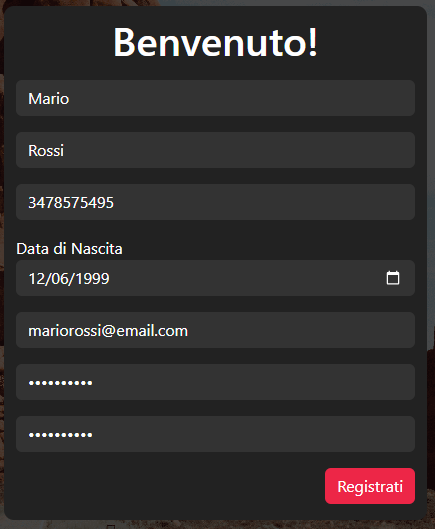 Benvenuto!
Mario
Rossi
3478575495
Data di Nascita
12/06/1999
mariorossi@email.com
••••••••••
••••••••••
Registrati